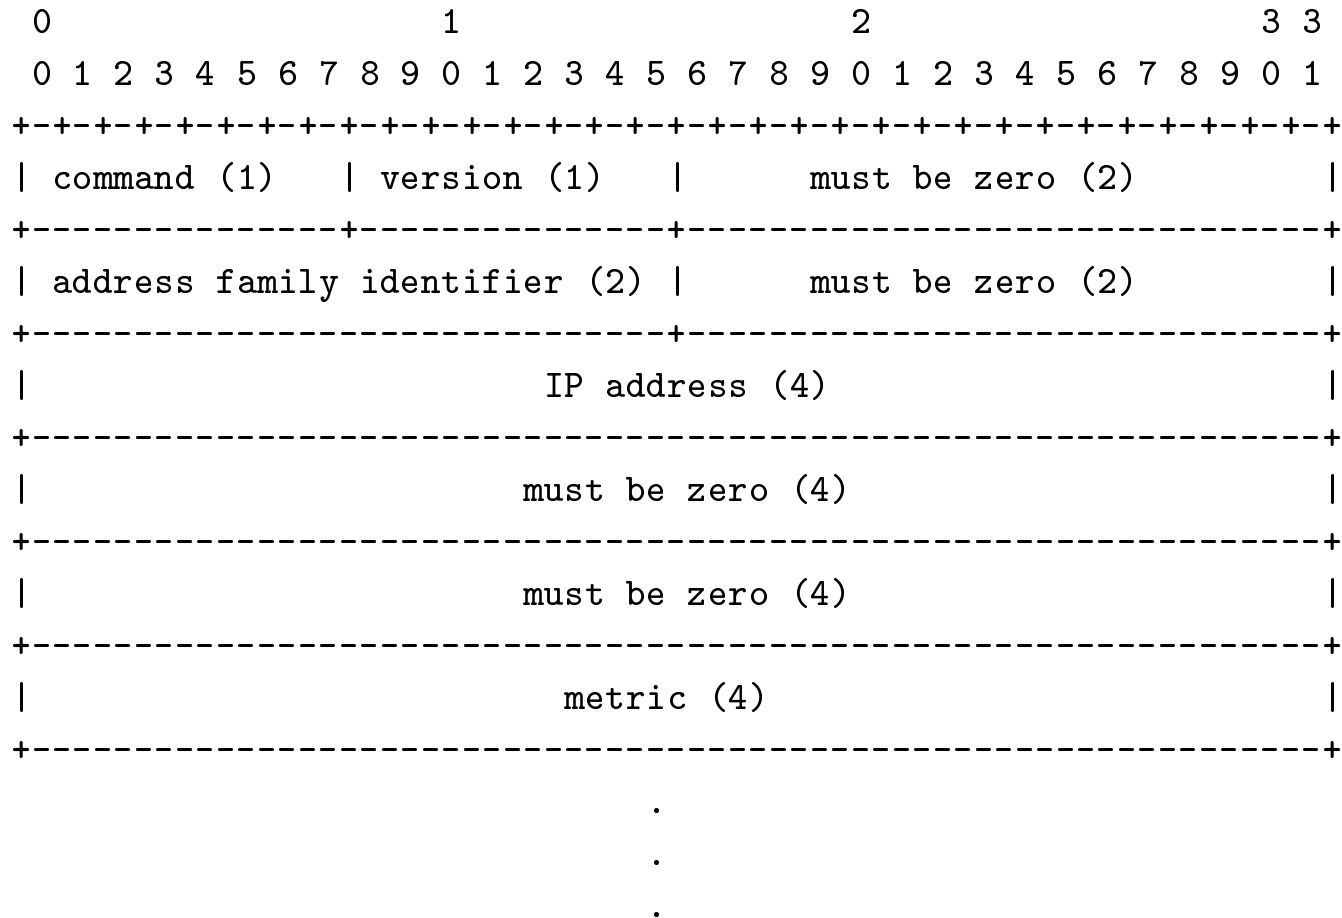 0                   1                   2                   3 3
 0 1 2 3 4 5 6 7 8 9 0 1 2 3 4 5 6 7 8 9 0 1 2 3 4 5 6 7 8 9 0 1
+-+-+-+-+-+-+-+-+-+-+-+-+-+-+-+-+-+-+-+-+-+-+-+-+-+-+-+-+-+-+-+-+
| command (1)   | version (1)   |      must be zero (2)         |
+---------------+---------------+-------------------------------+
| address family identifier (2) |      must be zero (2)         |
+-------------------------------+-------------------------------+
|                         IP address (4)                        |
+---------------------------------------------------------------+
|                        must be zero (4)                       |
+---------------------------------------------------------------+
|                        must be zero (4)                       |
+---------------------------------------------------------------+
|                          metric (4)                           |
+---------------------------------------------------------------+
                               .
                               .
                               .